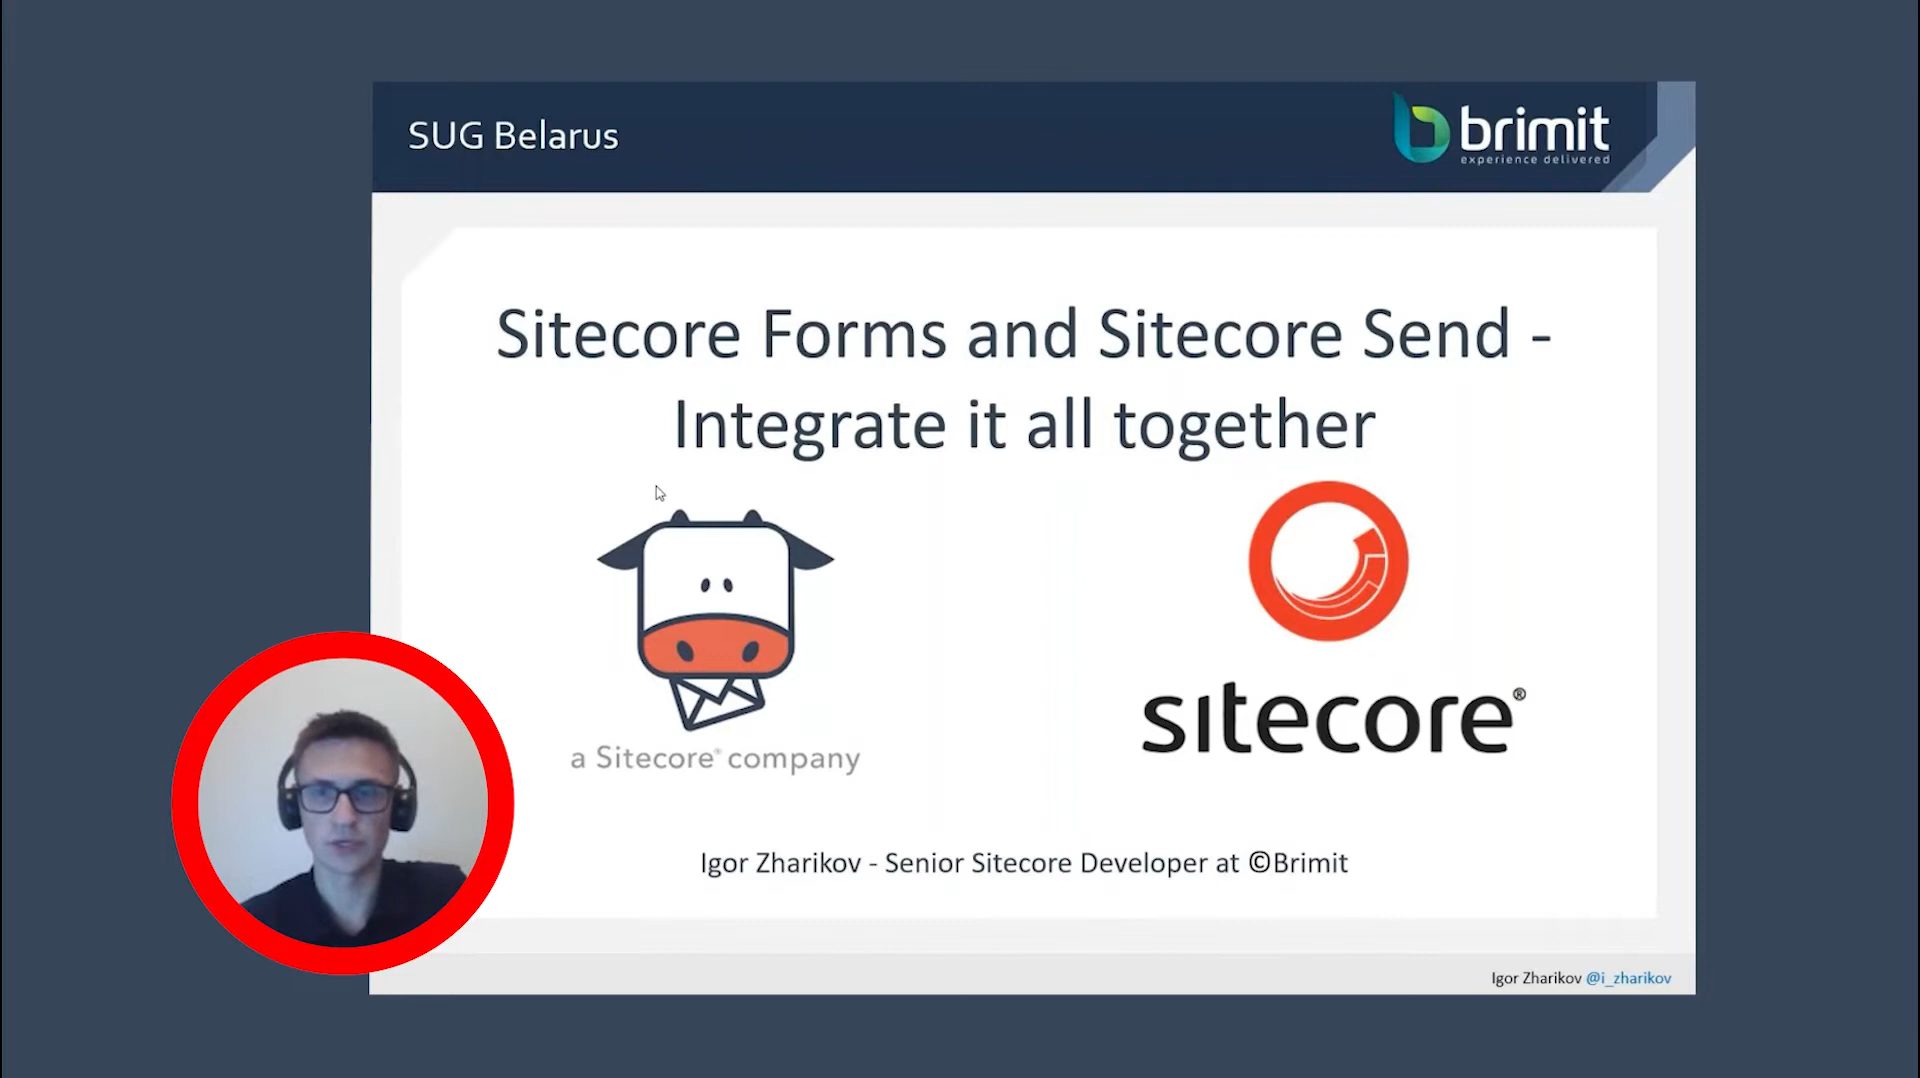 SUG Belarus
brimit
experience delivered
Sitecore Forms and Sitecore Send -
Integrate it all together
a Sitecore® company
sitecore®
Igor Zharikov - Senior Sitecore Developer at ©Brimit
Igor Zharikov @i_zharikov